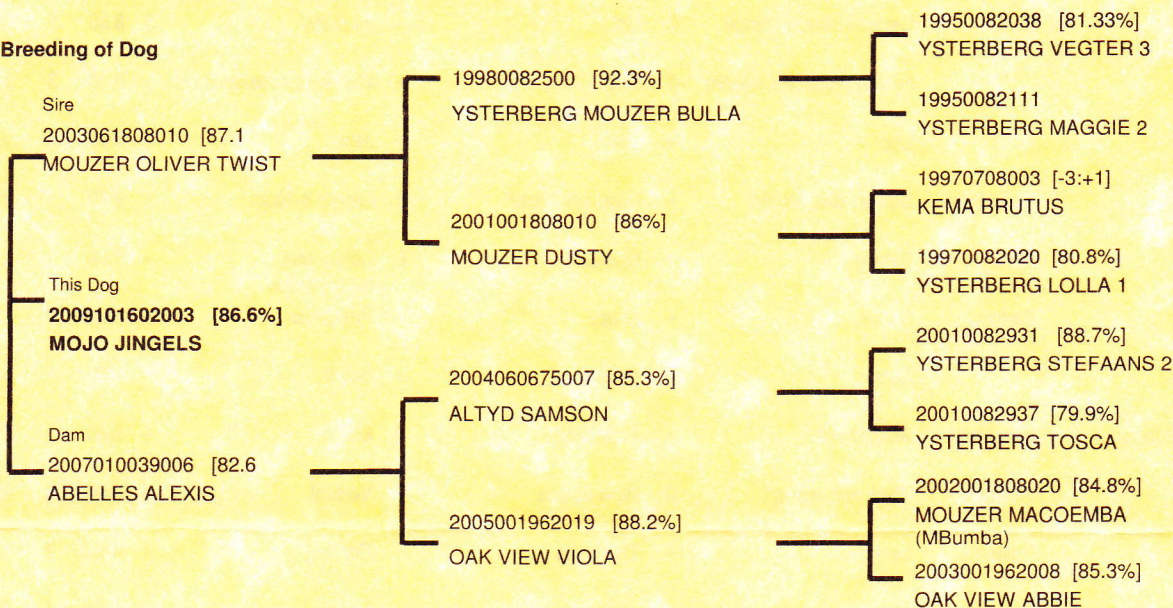 Breeding of Dog
Sire
2003061808010 [87.1
MOUZER OLIVER TWIST
This Dog
2009101602003 [86.6%]
MOJO JINGELS
Dam
2007010039006 [82.6
ABELLES ALEXIS
19980082500 [92.3%]
YSTERBERG MOUZER BULLA
2001001808010 [86%]
MOUZER DUSTY
2004060675007 [85.3%]
ALTYD SAMSON
2005001962019 [88.2%]
OAK VIEW VIOLA
19950082038 [81.33%]
YSTERBERG VEGTER 3
19950082111
YSTERBERG MAGGIE 2
19970708003 [-3:+1]
KEMA BRUTUS
19970082020 [80.8%]
YSTERBERG LOLLA 1
20010082931 [88.7%]
YSTERBERG STEFAANS 2
20010082937 [79.9%]
YSTERBERG TOSCA
2002001808020 [84.8%]
MOUZER MACOEMBA
(MBumba)
2003001962008 [85.3%]
OAK VIEW ABBIE